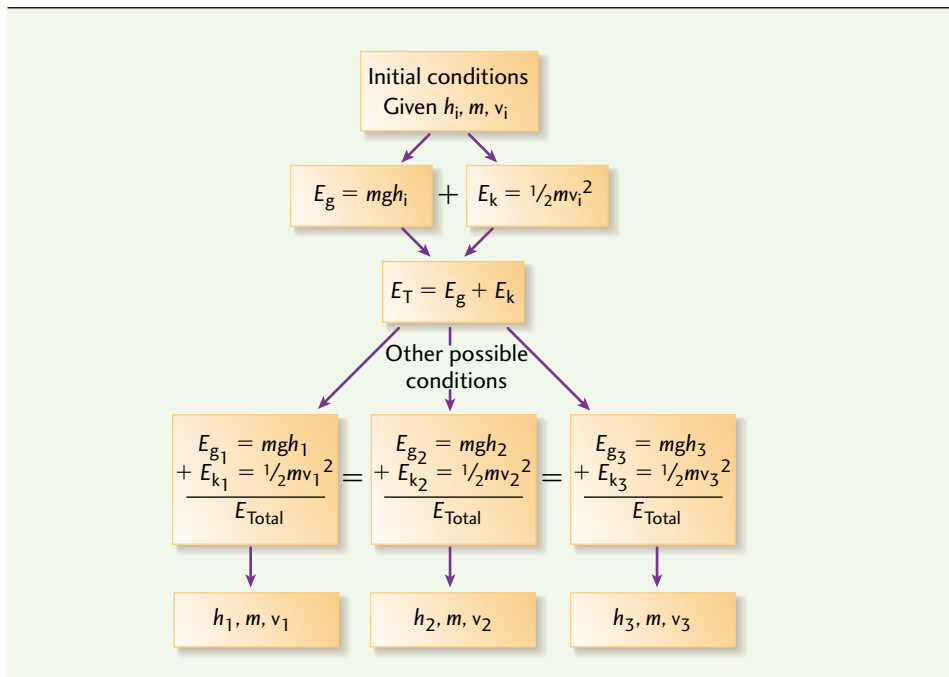 Initial conditions
Given hᵢ, m, vᵢ
E_g = mghᵢ + E_k = ½mvᵢ²
E_T = E_g + E_k
Other possible
conditions
E_g₁ = mgh₁ E_g₂ = mgh₂ E_g₃ = mgh₃
+ E_k₁ = ½mv₁² = + E_k₂ = ½mv₂² = + E_k₃ = ½mv₃²
E_Total E_Total E_Total
h₁, m, v₁ h₂, m, v₂ h₃, m, v₃